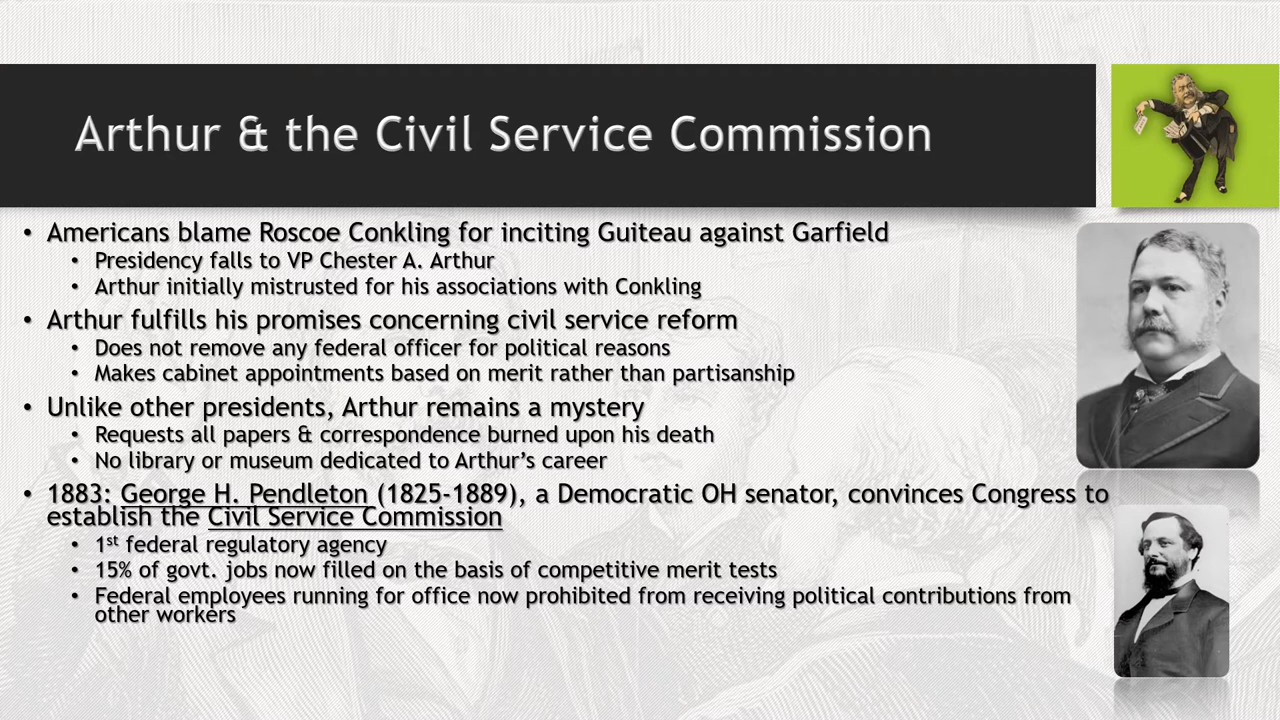 Arthur & the Civil Service Commission
• Americans blame Roscoe Conkling for inciting Guiteau against Garfield
• Presidency falls to VP Chester A. Arthur
• Arthur initially mistrusted for his associations with Conkling
• Arthur fulfills his promises concerning civil service reform
• Does not remove any federal officer for political reasons
• Makes cabinet appointments based on merit rather than partisanship
• Unlike other presidents, Arthur remains a mystery
• Requests all papers & correspondence burned upon his death
• No library or museum dedicated to Arthur’s career
• 1883: George H. Pendleton (1825-1889), a Democratic OH senator, convinces Congress to
establish the Civil Service Commission
• 1st federal regulatory agency
• 15% of govt. jobs now filled on the basis of competitive merit tests
• Federal employees running for office now prohibited from receiving political contributions from
other workers